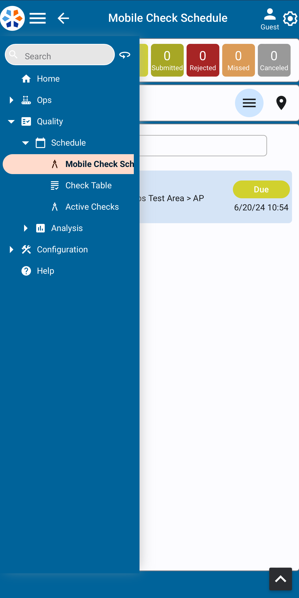 Mobile Check Schedule
Guest
Search
0 0 0 0
Submitted Rejected Missed Canceled
Home
Ops
Quality
Schedule
Mobile Check Sch
Check Table
Active Checks
Analysis
Configuration
Help
Due
os Test Area > AP
6/20/24 10:54